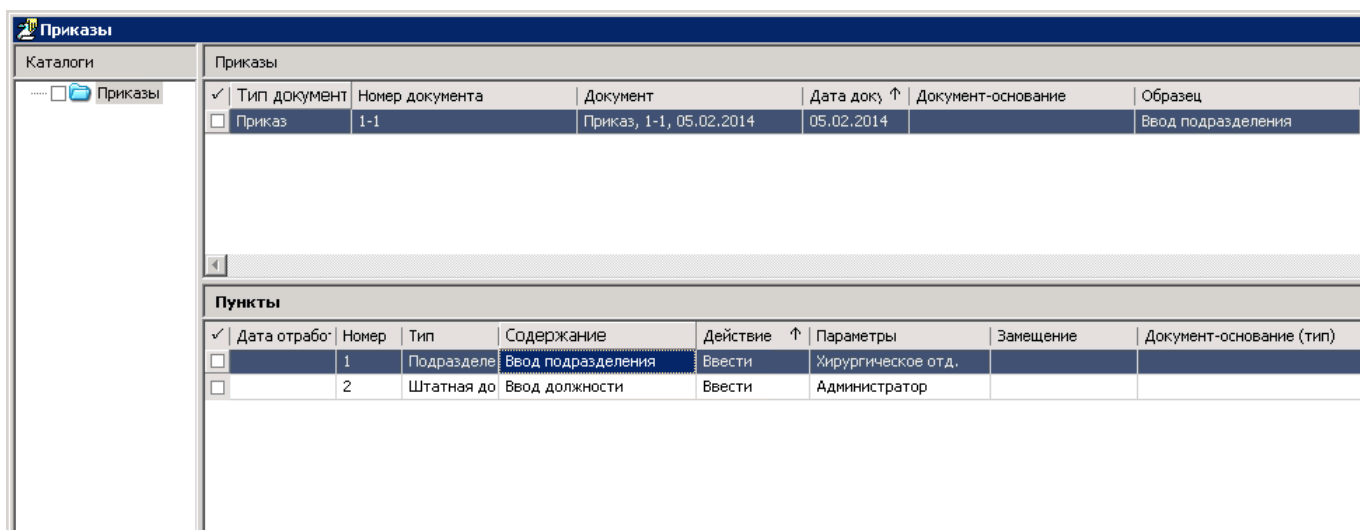 Приказы
Каталоги
Приказы
Приказы
Тип документ Номер документа Документ Дата доку Документ-основание Образец
Приказ 1-1 Приказ, 1-1, 05.02.2014 05.02.2014 Ввод подразделения
Пункты
Дата отработ Номер Тип Содержание Действие Параметры Замещение Документ-основание (тип)
1 Подразделе Ввод подразделения Ввести Хирургическое отд.
2 Штатная до Ввод должности Ввести Администратор